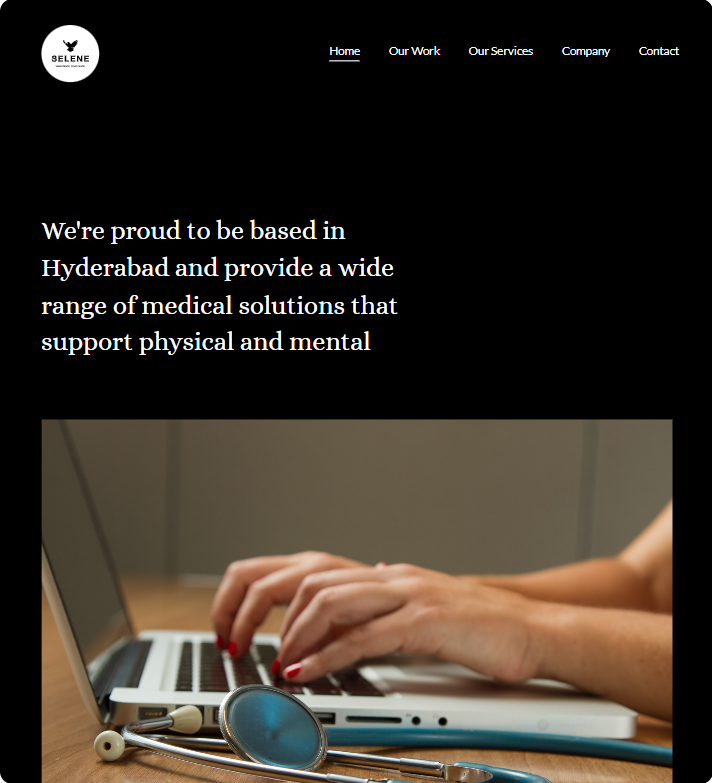 SELENE
Home Our Work Our Services Company Contact
We're proud to be based in
Hyderabad and provide a wide
range of medical solutions that
support physical and mental